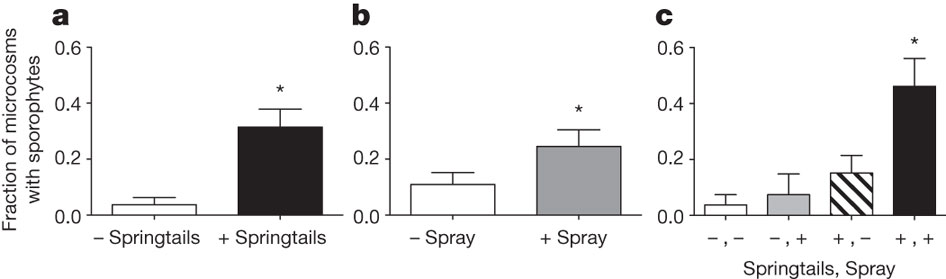 a
Fraction of microcosms
with sporophytes
0.6
0.4
0.2
0.0
*
– Springtails + Springtails
b
0.6
0.4
0.2
0.0
*
– Spray + Spray
c
0.6
0.4
0.2
0.0
*
– , – – , + + , – + , +
Springtails, Spray